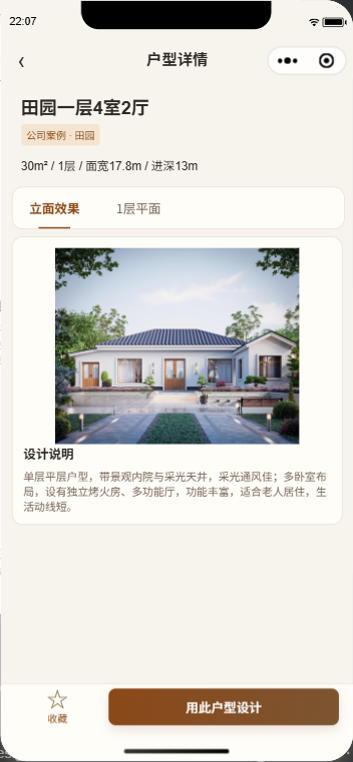 22:07
户型详情
田园一层4室2厅
公司案例 · 田园
30m² / 1层 / 面宽17.8m / 进深13m
立面效果
1层平面
设计说明
单层平层户型，带景观内院与采光天井，采光通风佳；多卧室布
局，设有独立烤火房、多功能厅，功能丰富，适合老人居住，生
活动线短。
收藏
用此户型设计